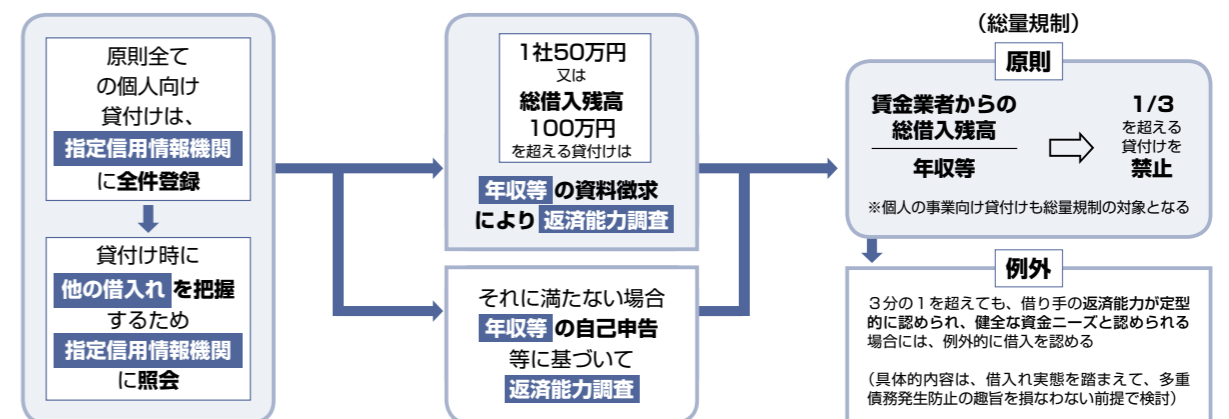 原則全て
の個人向け
貸付けは、
指定信用情報機関
に全件登録
貸付け時に
他の借入れ を把握
するため
指定信用情報機関
に照会
1社50万円
又は
総借入残高
100万円
を超える貸付けは
年収等 の資料徴求
により 返済能力調査
それに満たない場合
年収等 の自己申告
等に基づいて
返済能力調査
（総量規制）
原則
賃金業者からの
総借入残高
年収等
1/3
を超える
貸付けを
禁止
※個人の事業向け貸付けも総量規制の対象となる
例外
３分の１を超えても、借り手の返済能力が定型
的に認められ、健全な資金ニーズと認められる
場合には、例外的に借入を認める
（具体的内容は、借入れ実態を踏まえて、多重
債務発生防止の趣旨を損なわない前提で検討）